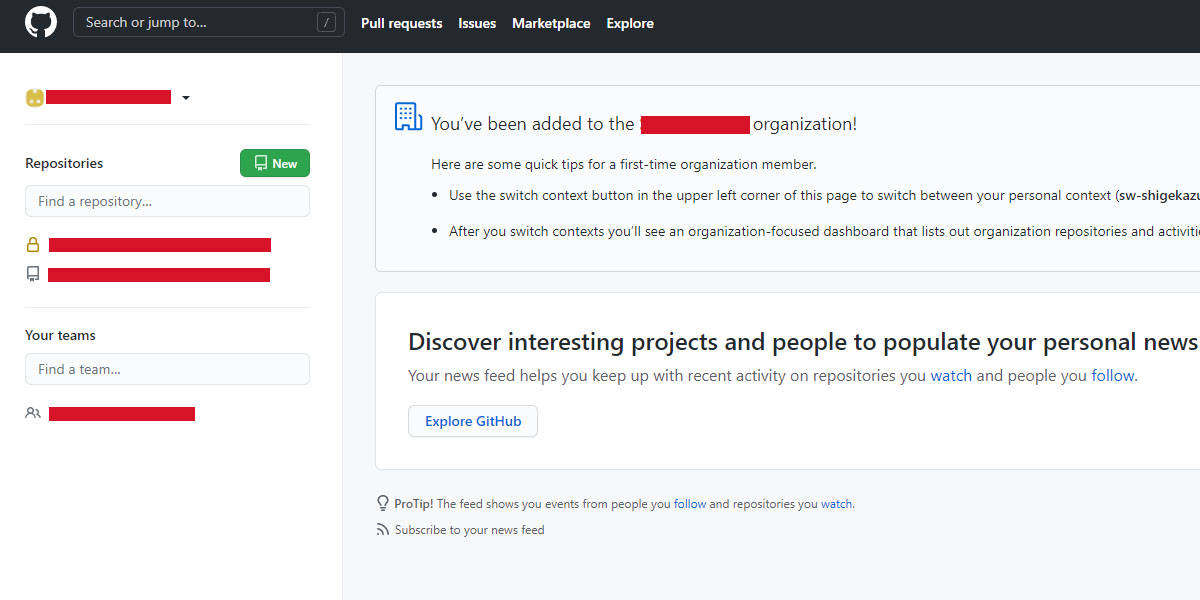 Search or jump to... /
Pull requests Issues Marketplace Explore
Repositories
New
Find a repository...
Your teams
Find a team...
You've been added to the organization!
Here are some quick tips for a first-time organization member.
• Use the switch context button in the upper left corner of this page to switch between your personal context (sw-shigekazu
• After you switch contexts you'll see an organization-focused dashboard that lists out organization repositories and activitie
Discover interesting projects and people to populate your personal news
Your news feed helps you keep up with recent activity on repositories you watch and people you follow.
Explore GitHub
ProTip! The feed shows you events from people you follow and repositories you watch.
Subscribe to your news feed